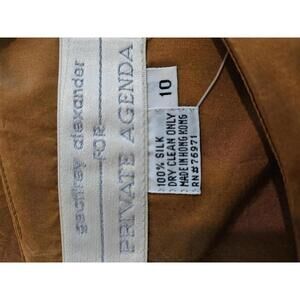 geoffrey alexander
FOR
PRIVATE AGENDA
10
100% SILK
DRY CLEAN ONLY
MADE IN HONG KONG
RN#76971